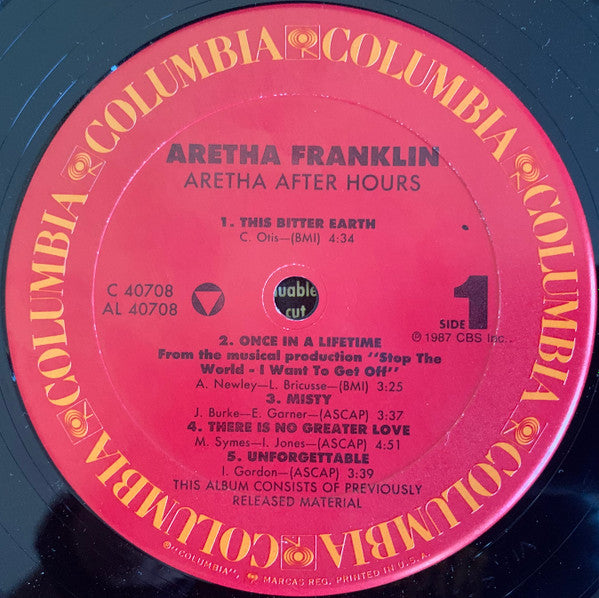 COLUMBIA COLUMBIA COLUMBIA COLUMBIA COLUMBIA COLUMBIA COLUMBIA
ARETHA FRANKLIN
ARETHA AFTER HOURS
1. THIS BITTER EARTH
C. Otis—(BMI) 4:34
C 40708
AL 40708
uable
cut
SIDE 1
℗ 1987 CBS Inc.
2. ONCE IN A LIFETIME
From the musical production "Stop The
World - I Want To Get Off"
A. Newley—L. Bricusse—(BMI) 3:25
3. MISTY
J. Burke—E. Garner—(ASCAP) 3:37
4. THERE IS NO GREATER LOVE
M. Symes—I. Jones—(ASCAP) 4:51
5. UNFORGETTABLE
I. Gordon—(ASCAP) 3:39
THIS ALBUM CONSISTS OF PREVIOUSLY
RELEASED MATERIAL
"COLUMBIA", MARCAS REG. PRINTED IN U.S.A.